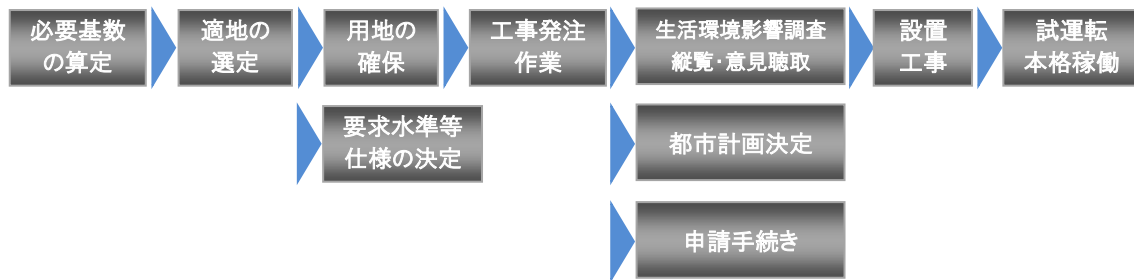 必要基数
の算定
適地の
選定
用地の
確保
工事発注
作業
生活環境影響調査
縦覧・意見聴取
設置
工事
試運転
本格稼働
要求水準等
仕様の決定
都市計画決定
申請手続き